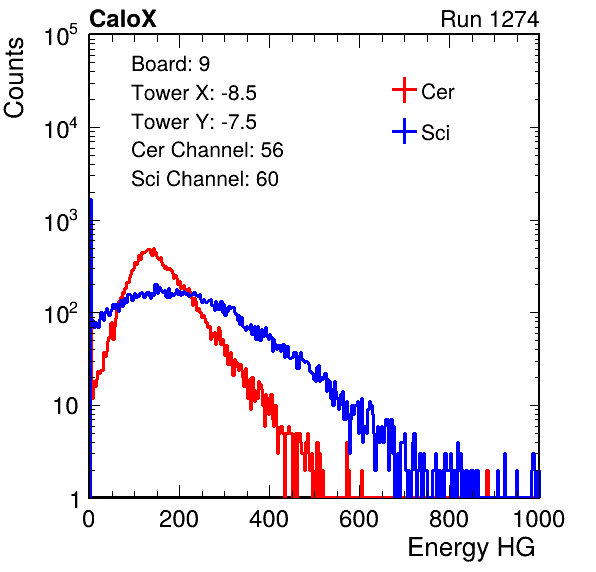 CaloX Run 1274
Counts
Board: 9
Tower X: -8.5
Tower Y: -7.5
Cer Channel: 56
Sci Channel: 60
Cer
Sci
10^5
10^4
10^3
10^2
10
1
0 200 400 600 800 1000
Energy HG